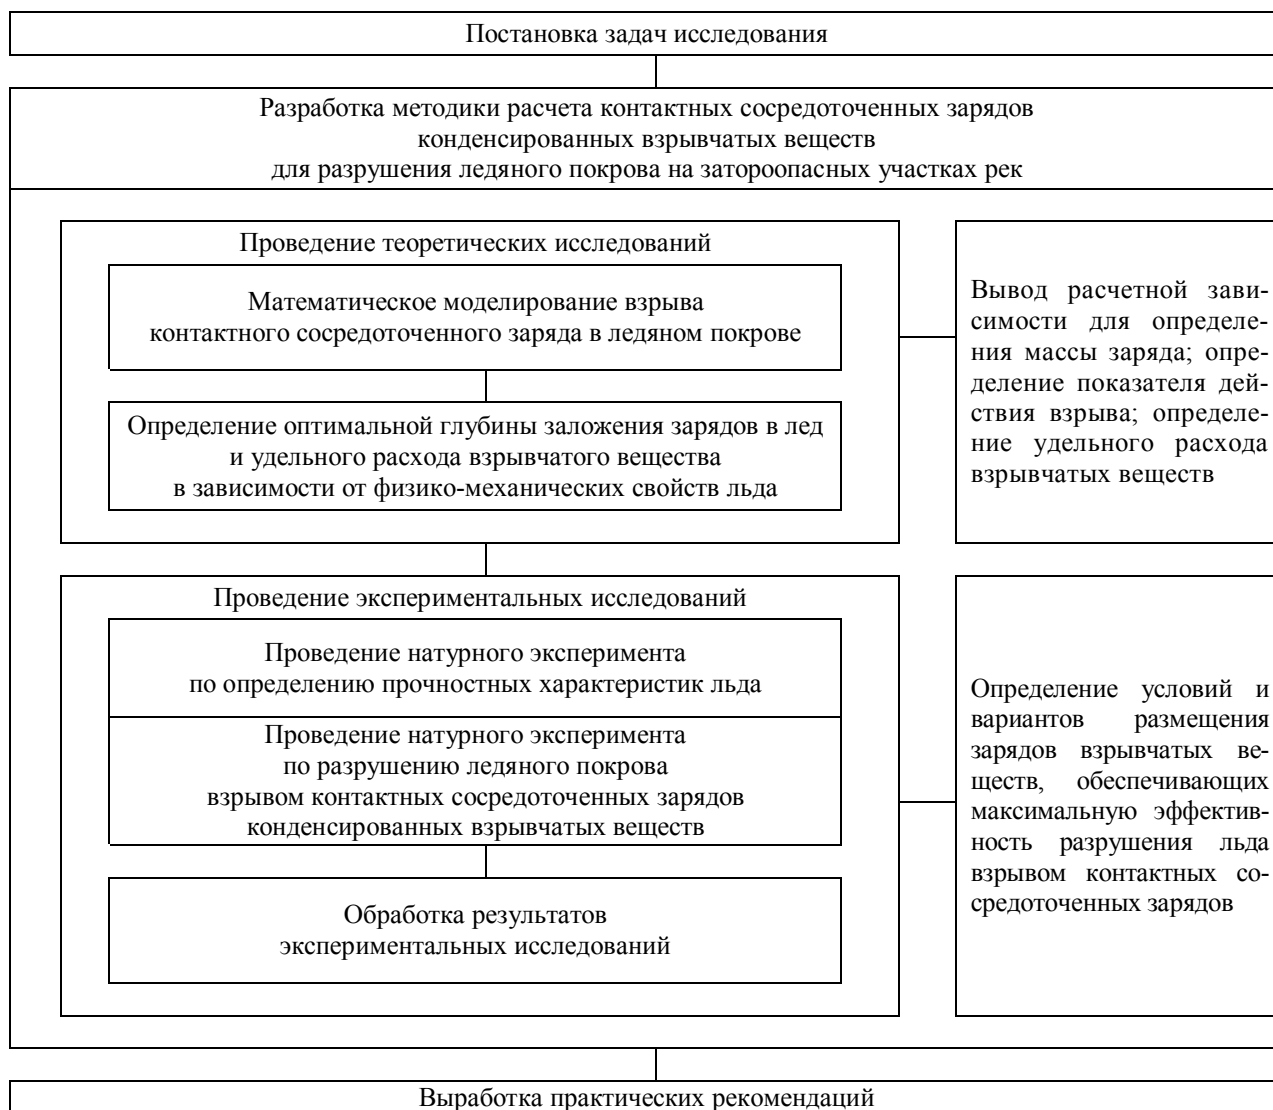 Постановка задач исследования
Разработка методики расчета контактных сосредоточенных зарядов
конденсированных взрывчатых веществ
для разрушения ледяного покрова на затороопасных участках рек
Проведение теоретических исследований
Математическое моделирование взрыва
контактного сосредоточенного заряда в ледяном покрове
Определение оптимальной глубины заложения зарядов в лед
и удельного расхода взрывчатого вещества
в зависимости от физико-механических свойств льда
Вывод расчетной зави-
симости для определе-
ния массы заряда; опре-
деление показателя дей-
ствия взрыва; определе-
ние удельного расхода
взрывчатых веществ
Проведение экспериментальных исследований
Проведение натурного эксперимента
по определению прочностных характеристик льда
Проведение натурного эксперимента
по разрушению ледяного покрова
взрывом контактных сосредоточенных зарядов
конденсированных взрывчатых веществ
Обработка результатов
экспериментальных исследований
Определение условий и
вариантов размещения
зарядов взрывчатых ве-
ществ, обеспечивающих
максимальную эффектив-
ность разрушения льда
взрывом контактных со-
средоточенных зарядов
Выработка практических рекомендаций